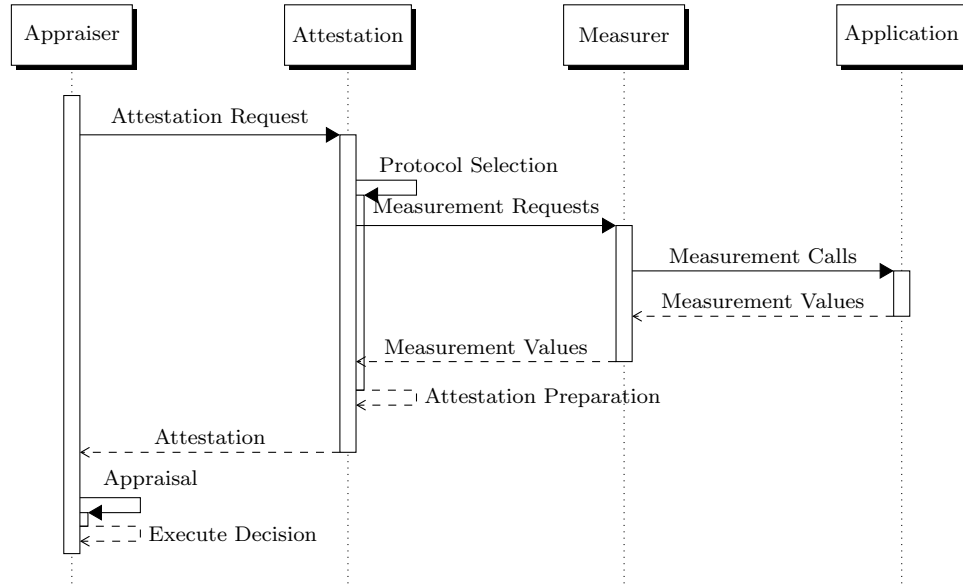 Appraiser
Attestation
Measurer
Application
Attestation Request
Protocol Selection
Measurement Requests
Measurement Calls
Measurement Values
Measurement Values
Attestation Preparation
Attestation
Appraisal
Execute Decision